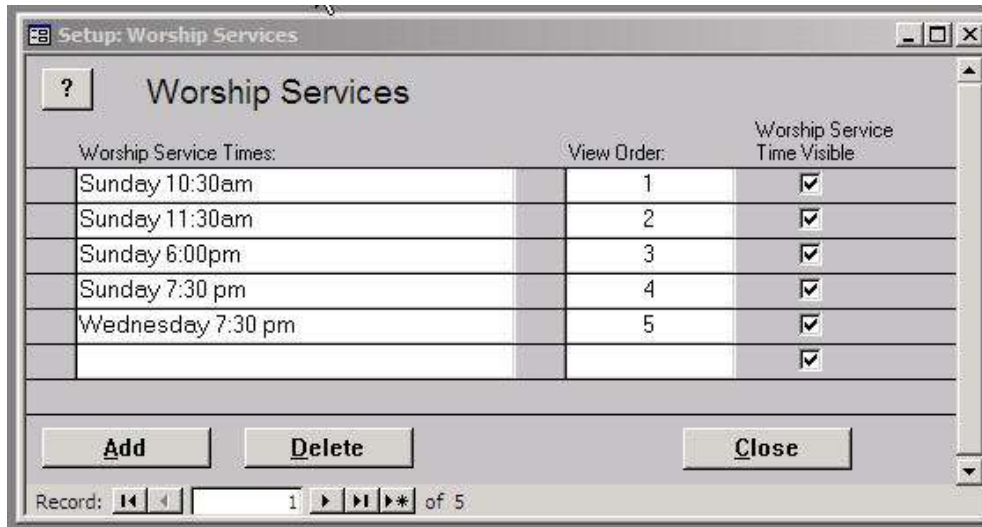 Setup: Worship Services
? Worship Services
Worship Service Times: View Order: Worship Service Time Visible
Sunday 10:30am 1
Sunday 11:30am 2
Sunday 6:00pm 3
Sunday 7:30 pm 4
Wednesday 7:30 pm 5
Add Delete Close
Record: 1 of 5